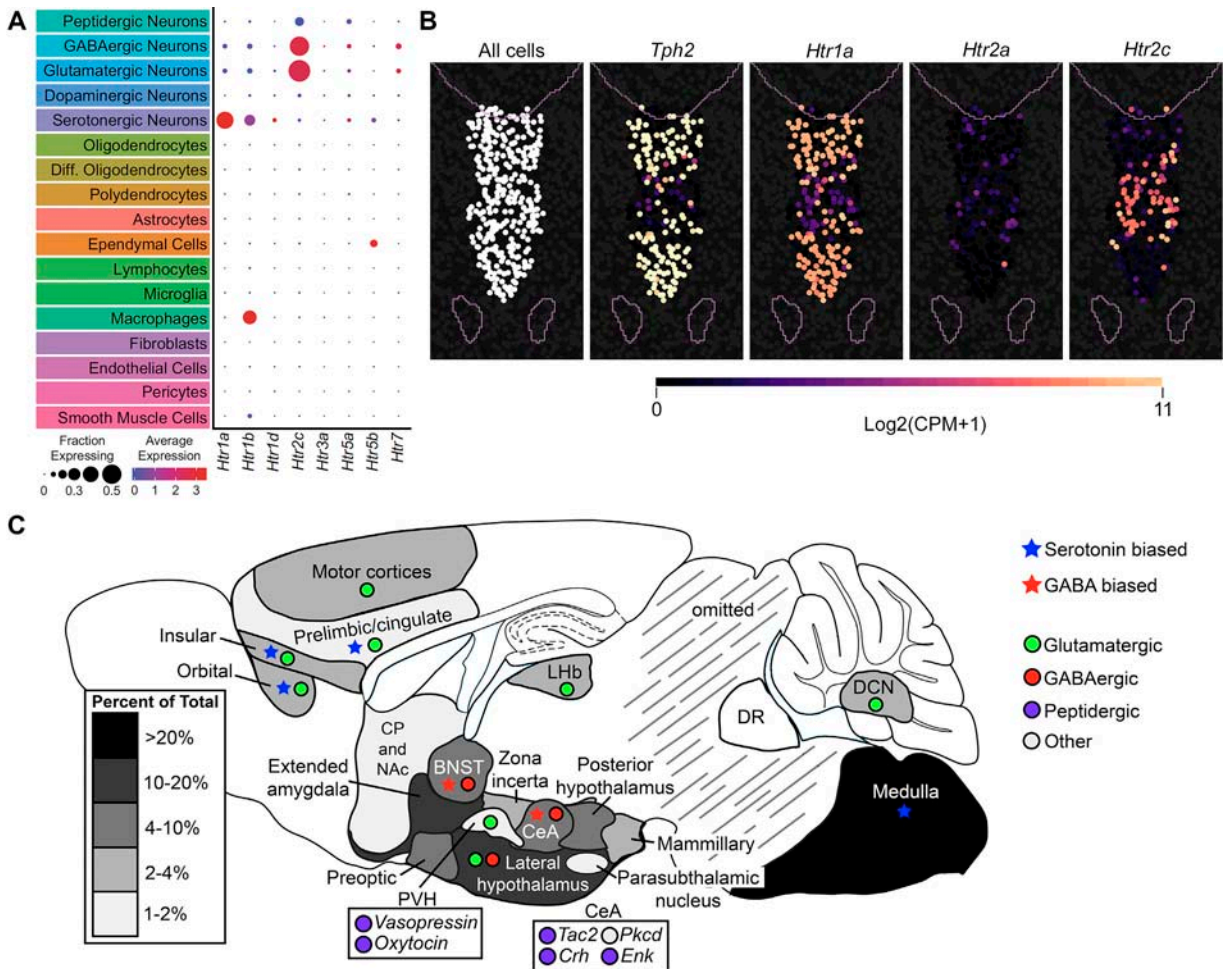 A
Peptidergic Neurons
GABAergic Neurons
Glutamatergic Neurons
Dopaminergic Neurons
Serotonergic Neurons
Oligodendrocytes
Diff. Oligodendrocytes
Polydendrocytes
Astrocytes
Ependymal Cells
Lymphocytes
Microglia
Macrophages
Fibroblasts
Endothelial Cells
Pericytes
Smooth Muscle Cells
Htr1a
Htr1b
Htr1d
Htr2c
Htr3a
Htr5a
Htr5b
Htr7
Fraction
Expressing
0 0.3 0.5
Average
Expression
0 1 2 3
B
All cells
Tph2
Htr1a
Htr2a
Htr2c
0 11
Log2(CPM+1)
C
Motor cortices
Prelimbic/cingulate
Insular
Orbital
LHb
omitted
DCN
DR
CP
and
NAc
BNST
Zona
incerta
Posterior
hypothalamus
Extended
amygdala
CeA
Medulla
Mammillary
Lateral
hypothalamus
Parasubthalamic
nucleus
Preoptic
PVH
Vasopressin
Oxytocin
CeA
Tac2 Pkcd
Crh Enk
Percent of Total
>20%
10-20%
4-10%
2-4%
1-2%
Serotonin biased
GABA biased
Glutamatergic
GABAergic
Peptidergic
Other